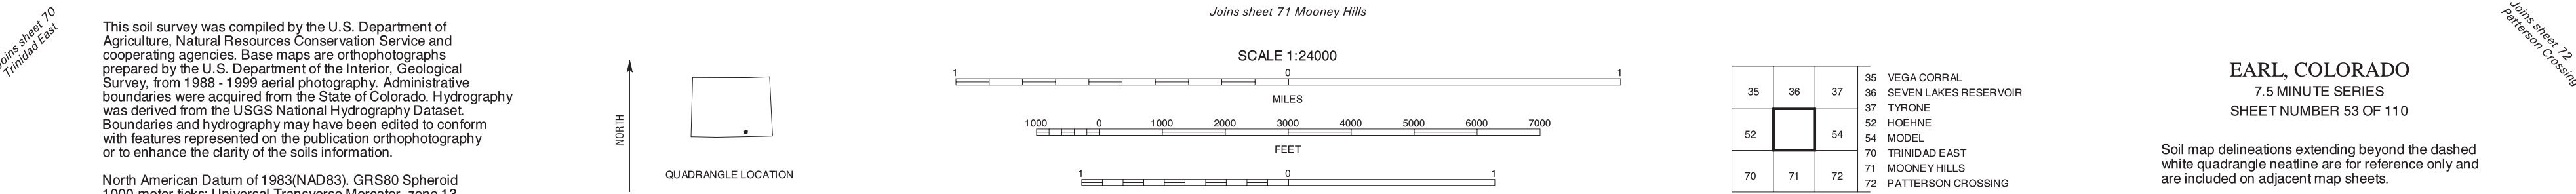 Joins sheet 70
Trinidad East
This soil survey was compiled by the U.S. Department of
Agriculture, Natural Resources Conservation Service and
cooperating agencies. Base maps are orthophotographs
prepared by the U.S. Department of the Interior, Geological
Survey, from 1988 - 1999 aerial photography. Administrative
boundaries were acquired from the State of Colorado. Hydrography
was derived from the USGS National Hydrography Dataset.
Boundaries and hydrography may have been edited to conform
with features represented on the publication orthophotography
or to enhance the clarity of the soils information.
North American Datum of 1983(NAD83). GRS80 Spheroid
1000-meter ticks: Universal Transverse Mercator, zone 13
NORTH
QUADRANGLE LOCATION
Joins sheet 71 Mooney Hills
SCALE 1:24000
1 0 1
MILES
1000 0 1000 2000 3000 4000 5000 6000 7000
FEET
1 0 1
35 36 37
52 54
70 71 72
35 VEGA CORRAL
36 SEVEN LAKES RESERVOIR
37 TYRONE
52 HOEHNE
54 MODEL
70 TRINIDAD EAST
71 MOONEY HILLS
72 PATTERSON CROSSING
EARL, COLORADO
7.5 MINUTE SERIES
SHEET NUMBER 53 OF 110
Soil map delineations extending beyond the dashed
white quadrangle neatline are for reference only and
are included on adjacent map sheets.
Joins sheet 72
Patterson Crossing